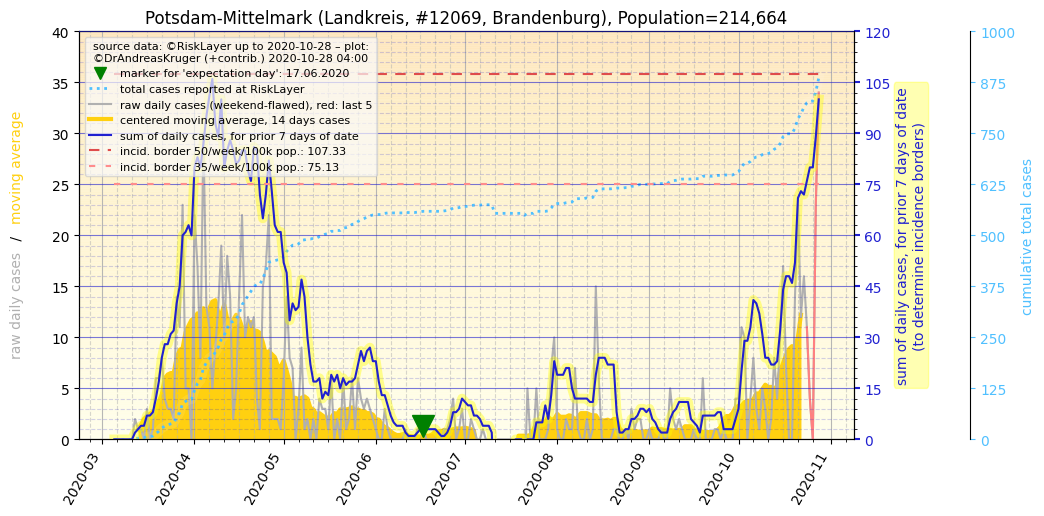 Potsdam-Mittelmark (Landkreis, #12069, Brandenburg), Population=214,664
source data: ©RiskLayer up to 2020-10-28 – plot:
©DrAndreasKruger (+contrib.) 2020-10-28 04:00
marker for 'expectation day': 17.06.2020
total cases reported at RiskLayer
raw daily cases (weekend-flawed), red: last 5
centered moving average, 14 days cases
sum of daily cases, for prior 7 days of date
incid. border 50/week/100k pop.: 107.33
incid. border 35/week/100k pop.: 75.13
raw daily cases / moving average
40
35
30
25
20
15
10
5
0
120
105
90
75
60
45
30
15
0
sum of daily cases, for prior 7 days of date
(to determine incidence borders)
1000
875
750
625
500
375
250
125
0
cumulative total cases
2020-03
2020-04
2020-05
2020-06
2020-07
2020-08
2020-09
2020-10
2020-11